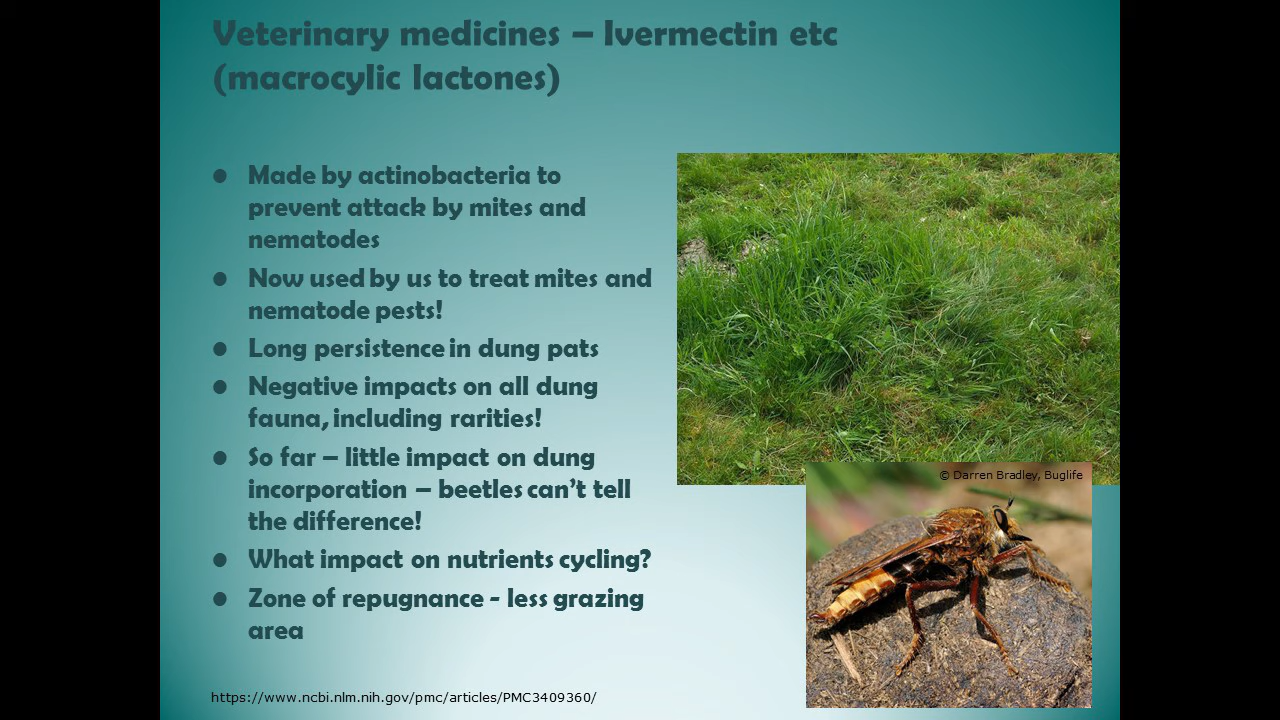 Veterinary medicines – Ivermectin etc
(macrocylic lactones)
• Made by actinobacteria to
prevent attack by mites and
nematodes
• Now used by us to treat mites and
nematode pests!
• Long persistence in dung pats
• Negative impacts on all dung
fauna, including rarities!
• So far – little impact on dung
incorporation – beetles can’t tell
the difference!
• What impact on nutrients cycling?
• Zone of repugnance - less grazing
area
© Darren Bradley, Buglife
https://www.ncbi.nlm.nih.gov/pmc/articles/PMC3409360/